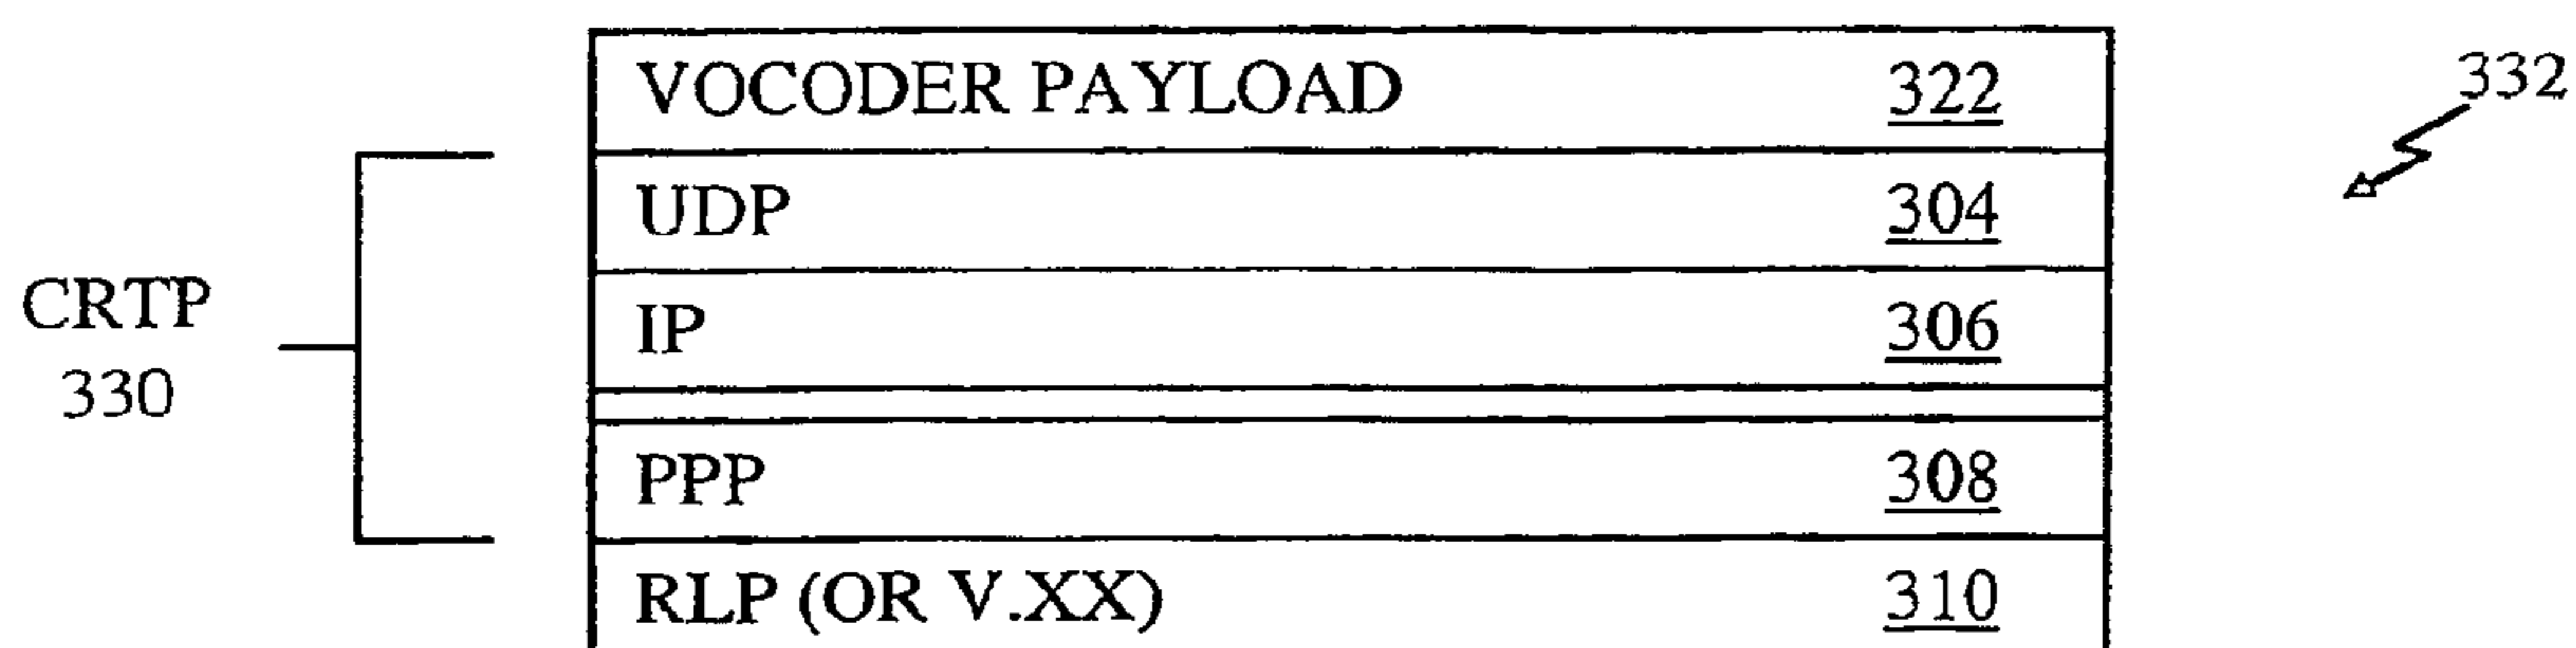 VOCODER PAYLOAD 322
332
UDP 304
CRTP
330
IP 306
PPP 308
RLP (OR V.XX) 310